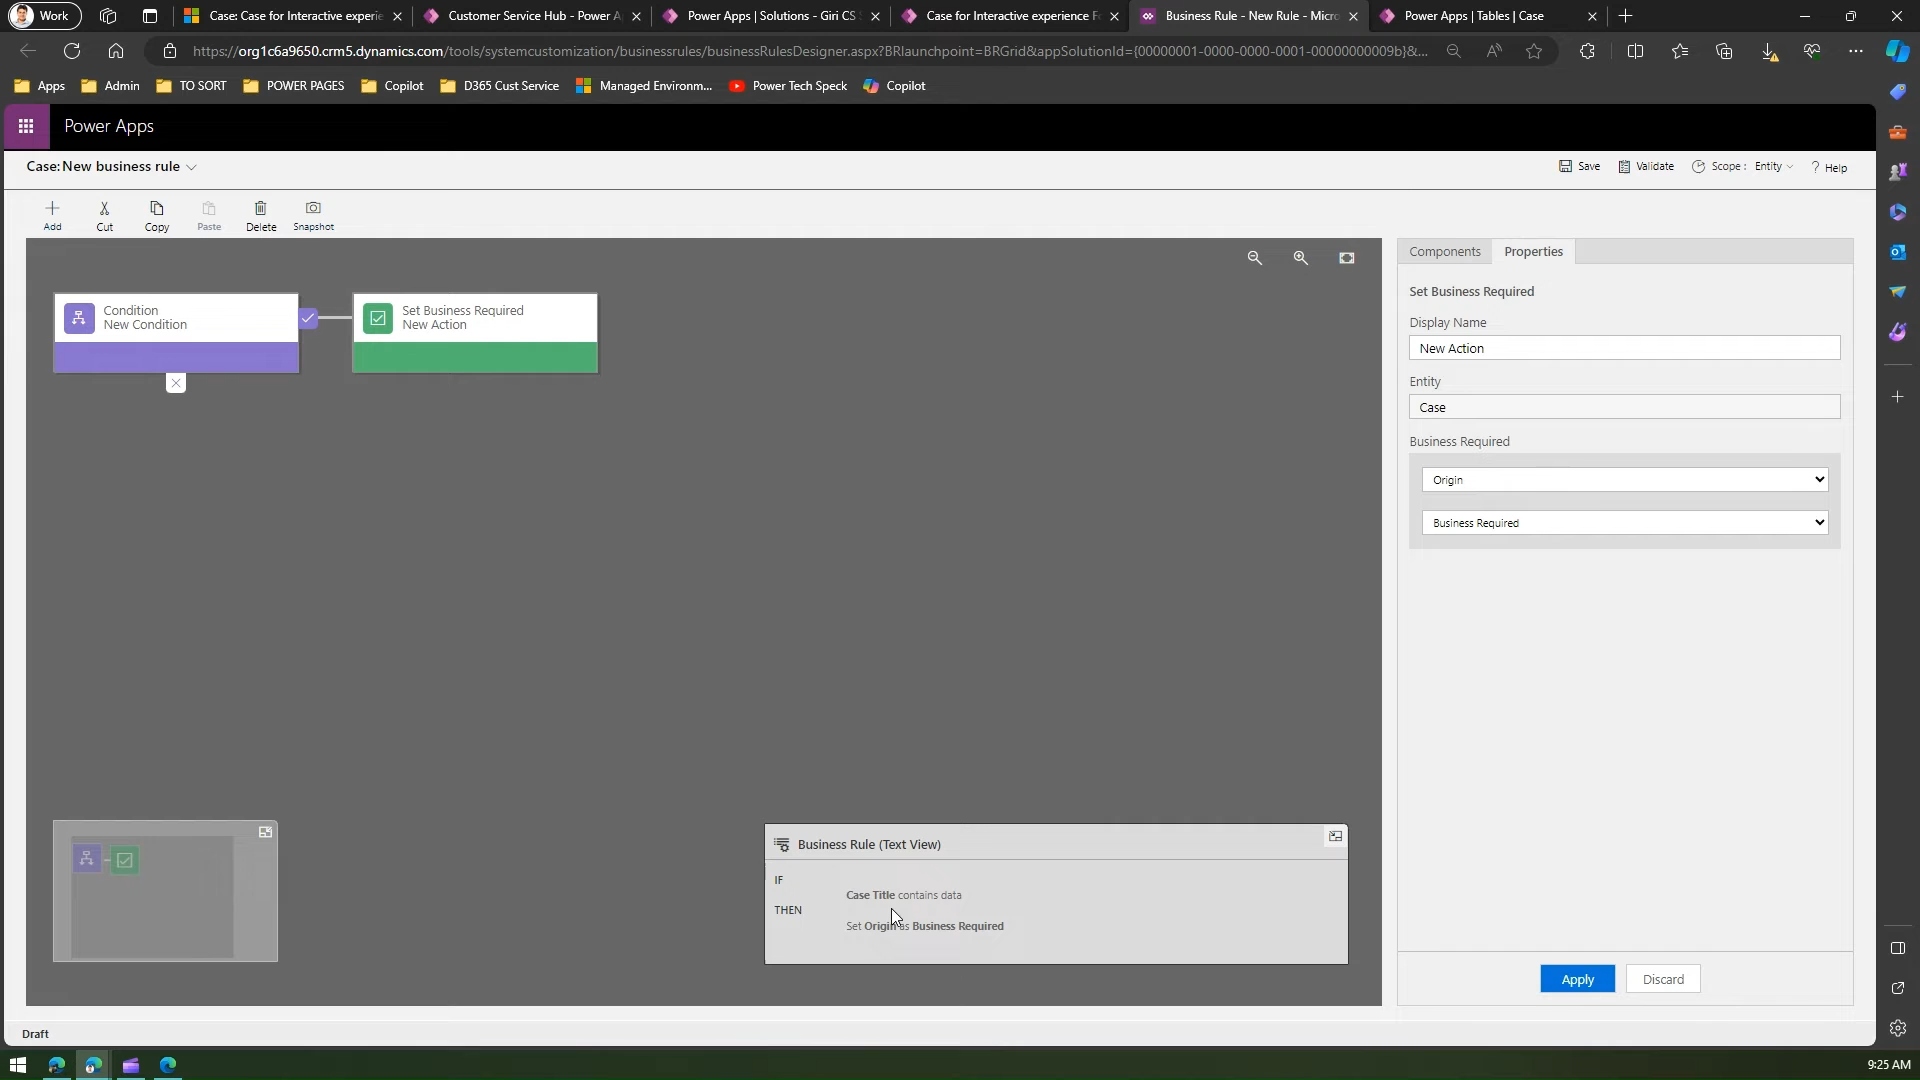 Work
Case: Case for Interactive experie
Customer Service Hub - Power A
Power Apps | Solutions - Giri CS S
Case for Interactive experience F
Business Rule - New Rule - Micro
Power Apps | Tables | Case
https://org1c6a9650.crm5.dynamics.com/tools/systemcustomization/businessrules/businessRulesDesigner.aspx?BRlaunchpoint=BRGrid&appSolutionId={00000001-0000-0000-0001-00000000009b}&...
Apps
Admin
TO SORT
POWER PAGES
Copilot
D365 Cust Service
Managed Environm...
Power Tech Speck
Copilot
Power Apps
Case: New business rule
Save
Validate
Scope : Entity
? Help
Add
Cut
Copy
Paste
Delete
Snapshot
Condition
New Condition
Set Business Required
New Action
Components
Properties
Set Business Required
Display Name
New Action
Entity
Case
Business Required
Origin
Business Required
Business Rule (Text View)
IF
Case Title contains data
THEN
Set Origin as Business Required
Apply
Discard
Draft
9:25 AM